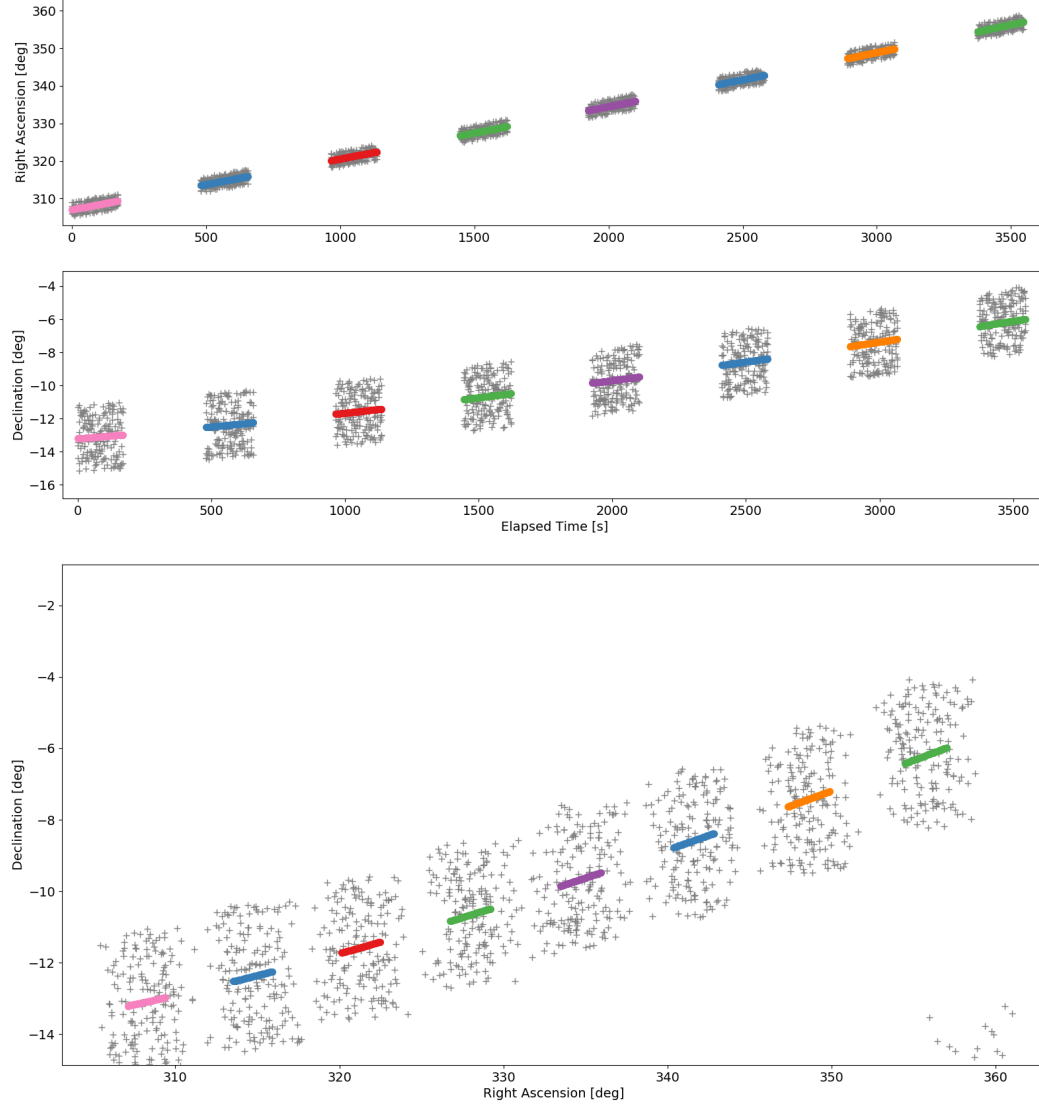 360
350
340
330
320
310
Right Ascension [deg]
0 500 1000 1500 2000 2500 3000 3500
−4
−6
−8
−10
−12
−14
−16
Declination [deg]
0 500 1000 1500 2000 2500 3000 3500
Elapsed Time [s]
−2
−4
−6
−8
−10
−12
−14
Declination [deg]
310 320 330 340 350 360
Right Ascension [deg]